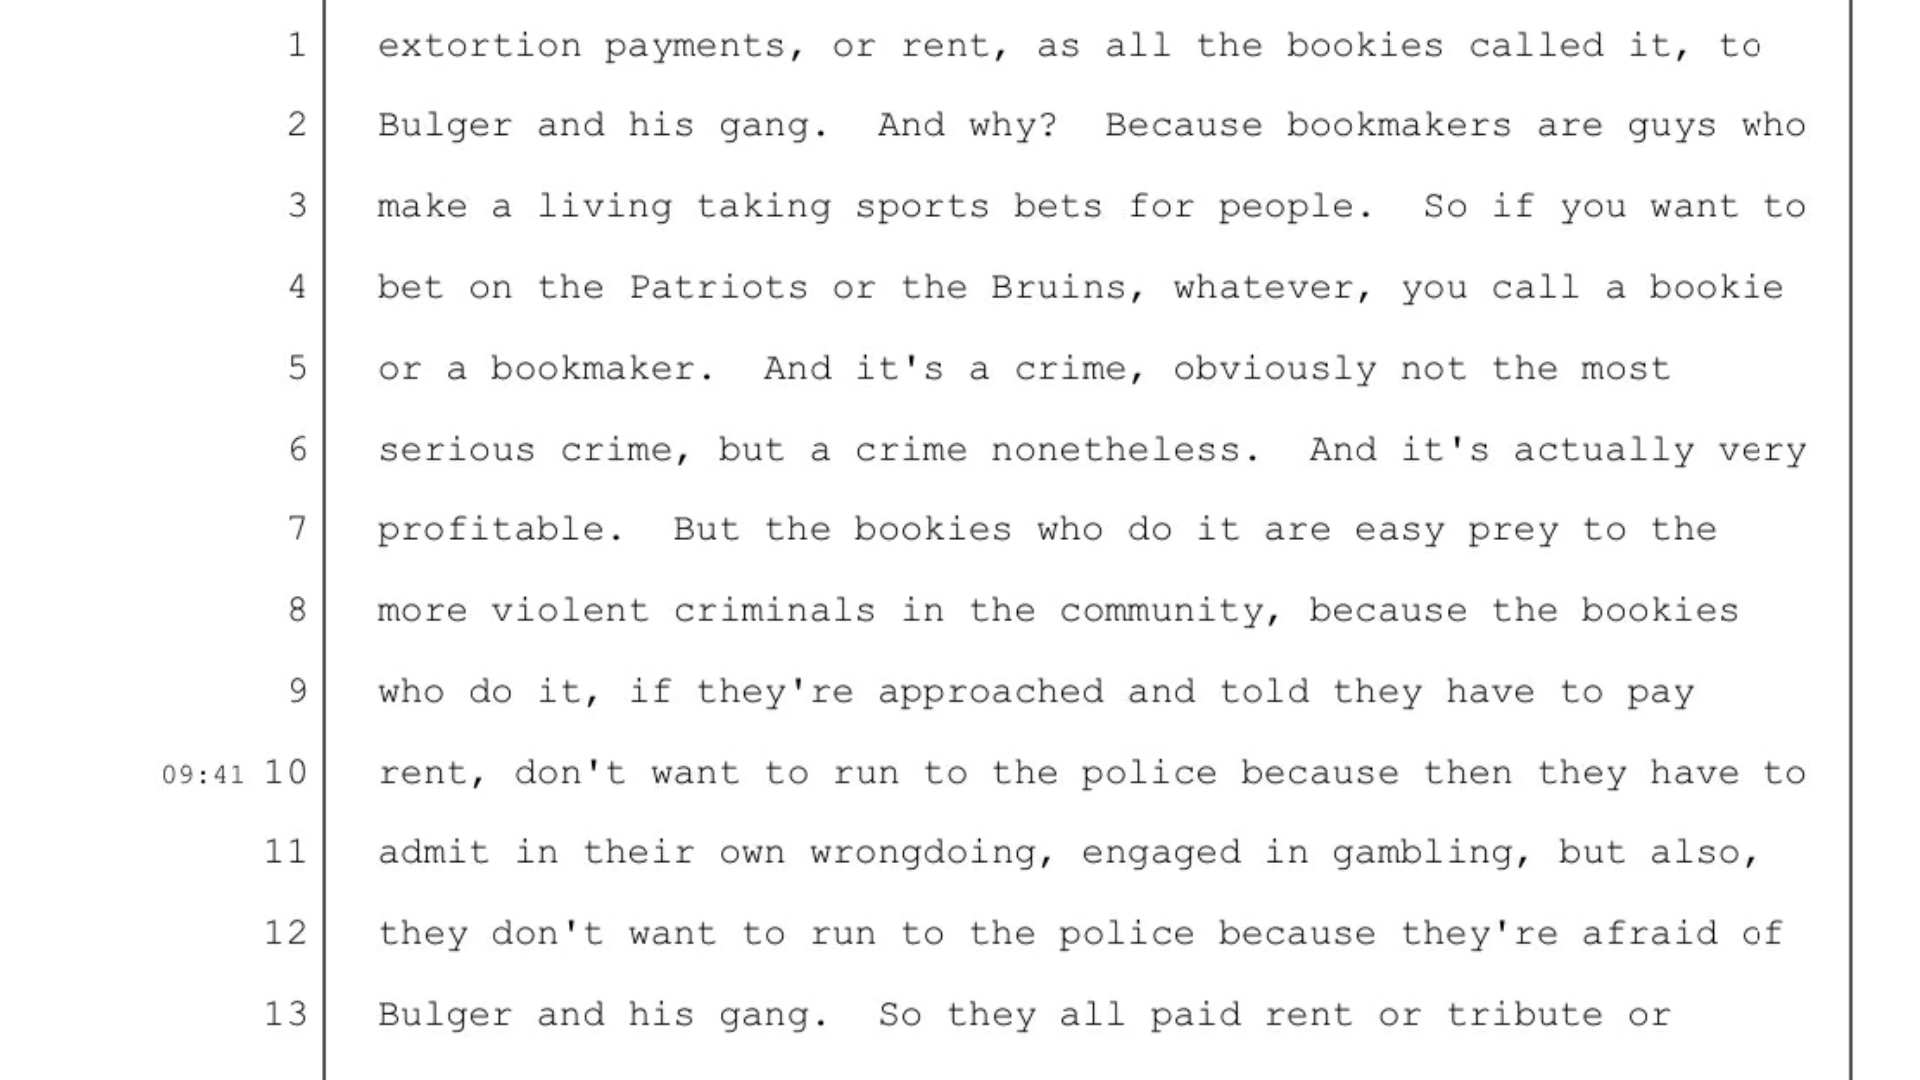 1 extortion payments, or rent, as all the bookies called it, to
2 Bulger and his gang.  And why?  Because bookmakers are guys who
3 make a living taking sports bets for people.  So if you want to
4 bet on the Patriots or the Bruins, whatever, you call a bookie
5 or a bookmaker.  And it's a crime, obviously not the most
6 serious crime, but a crime nonetheless.  And it's actually very
7 profitable.  But the bookies who do it are easy prey to the
8 more violent criminals in the community, because the bookies
9 who do it, if they're approached and told they have to pay
09:41 10 rent, don't want to run to the police because then they have to
11 admit in their own wrongdoing, engaged in gambling, but also,
12 they don't want to run to the police because they're afraid of
13 Bulger and his gang.  So they all paid rent or tribute or